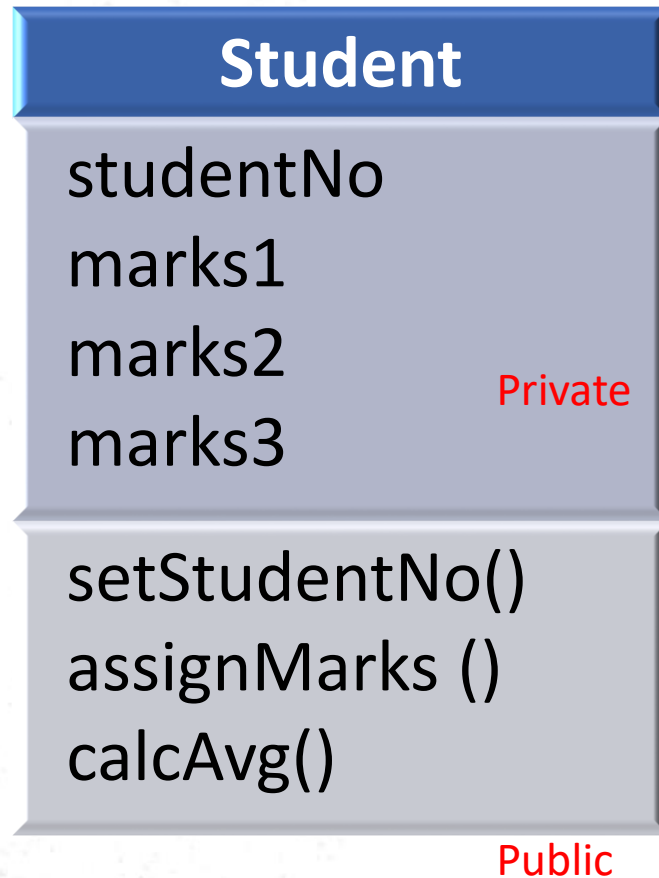 Student
studentNo
marks1
marks2
Private
marks3
setStudentNo()
assignMarks ()
calcAvg()
Public